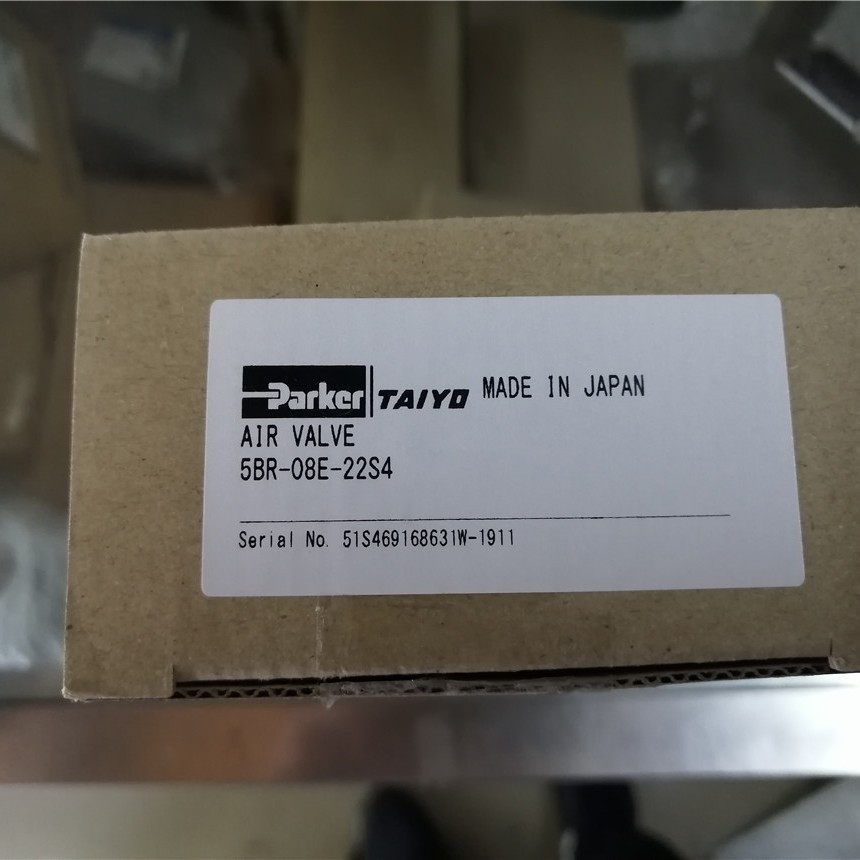 Parker TAIYO MADE IN JAPAN
AIR VALVE
5BR-08E-22S4
Serial No. 51S469168631W-1911